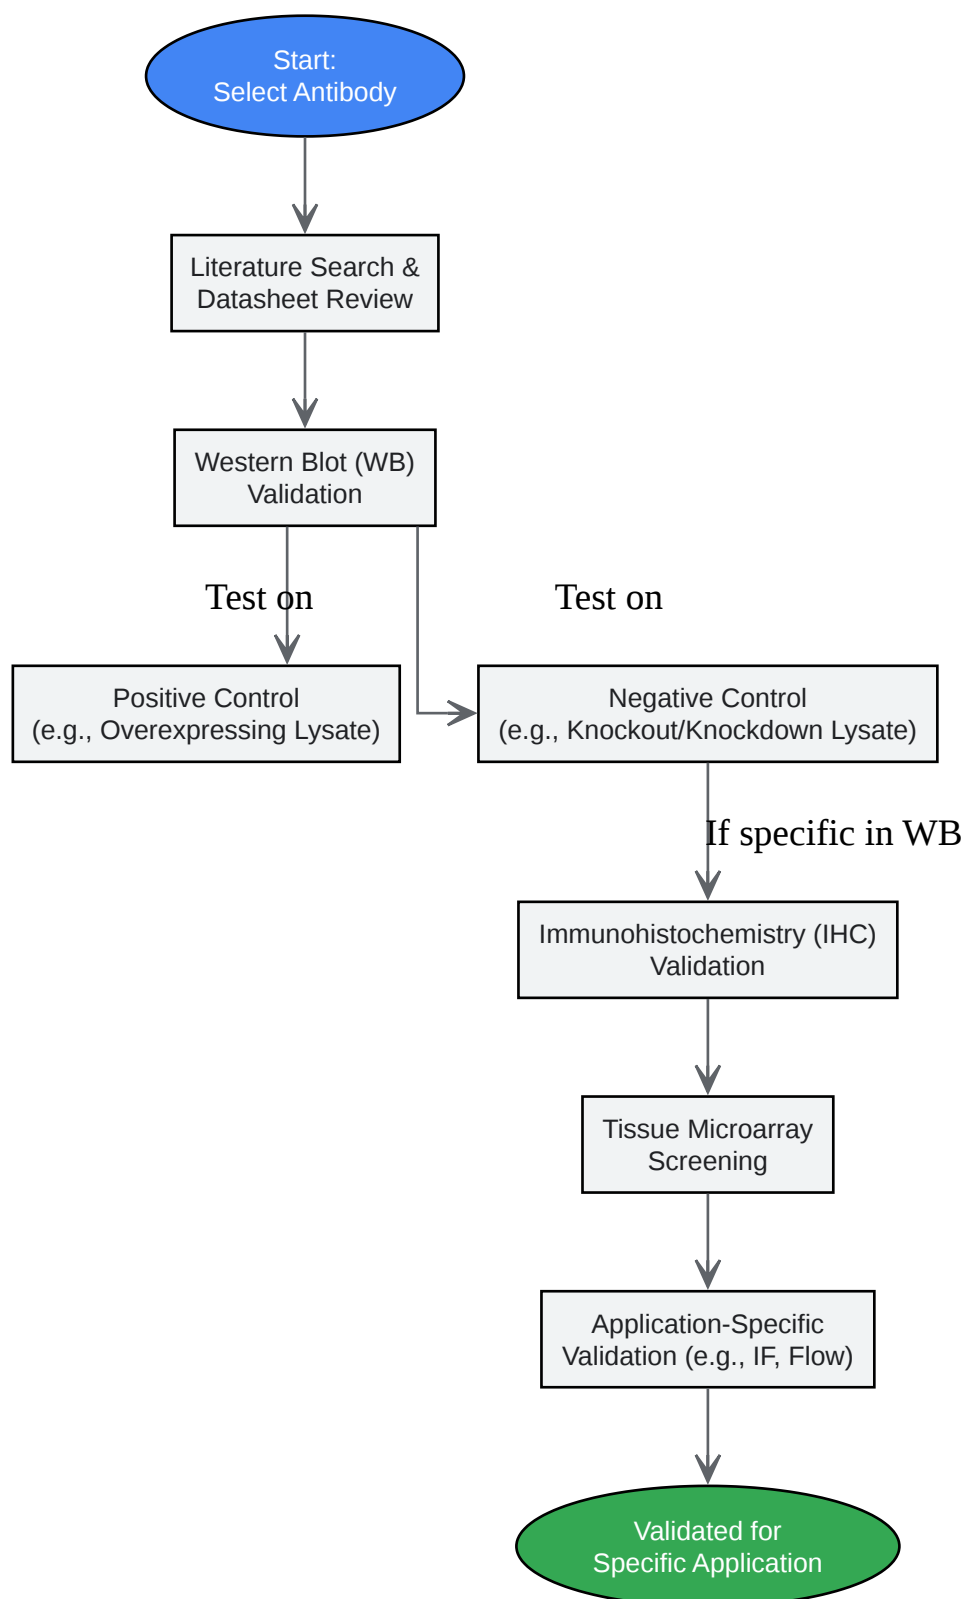 Start:
Select Antibody
Literature Search &
Datasheet Review
Western Blot (WB)
Validation
Test on
Test on
Positive Control
(e.g., Overexpressing Lysate)
Negative Control
(e.g., Knockout/Knockdown Lysate)
If specific in WB
Immunohistochemistry (IHC)
Validation
Tissue Microarray
Screening
Application-Specific
Validation (e.g., IF, Flow)
Validated for
Specific Application